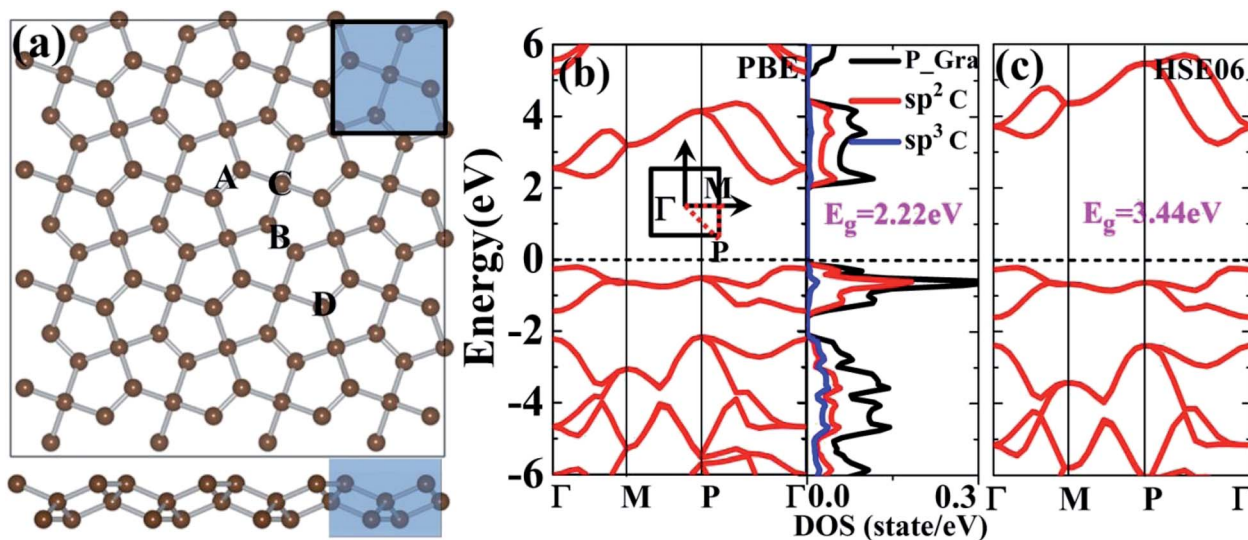 (a)
A
C
B
D
Energy(eV)
6
4
2
0
-2
-4
-6
(b)
PBE
Γ
M
P
Γ M P Γ
P_Gra
sp² C
sp³ C
E_g=2.22eV
0.0 0.3
DOS (state/eV)
(c)
HSE06
E_g=3.44eV
Γ M P Γ